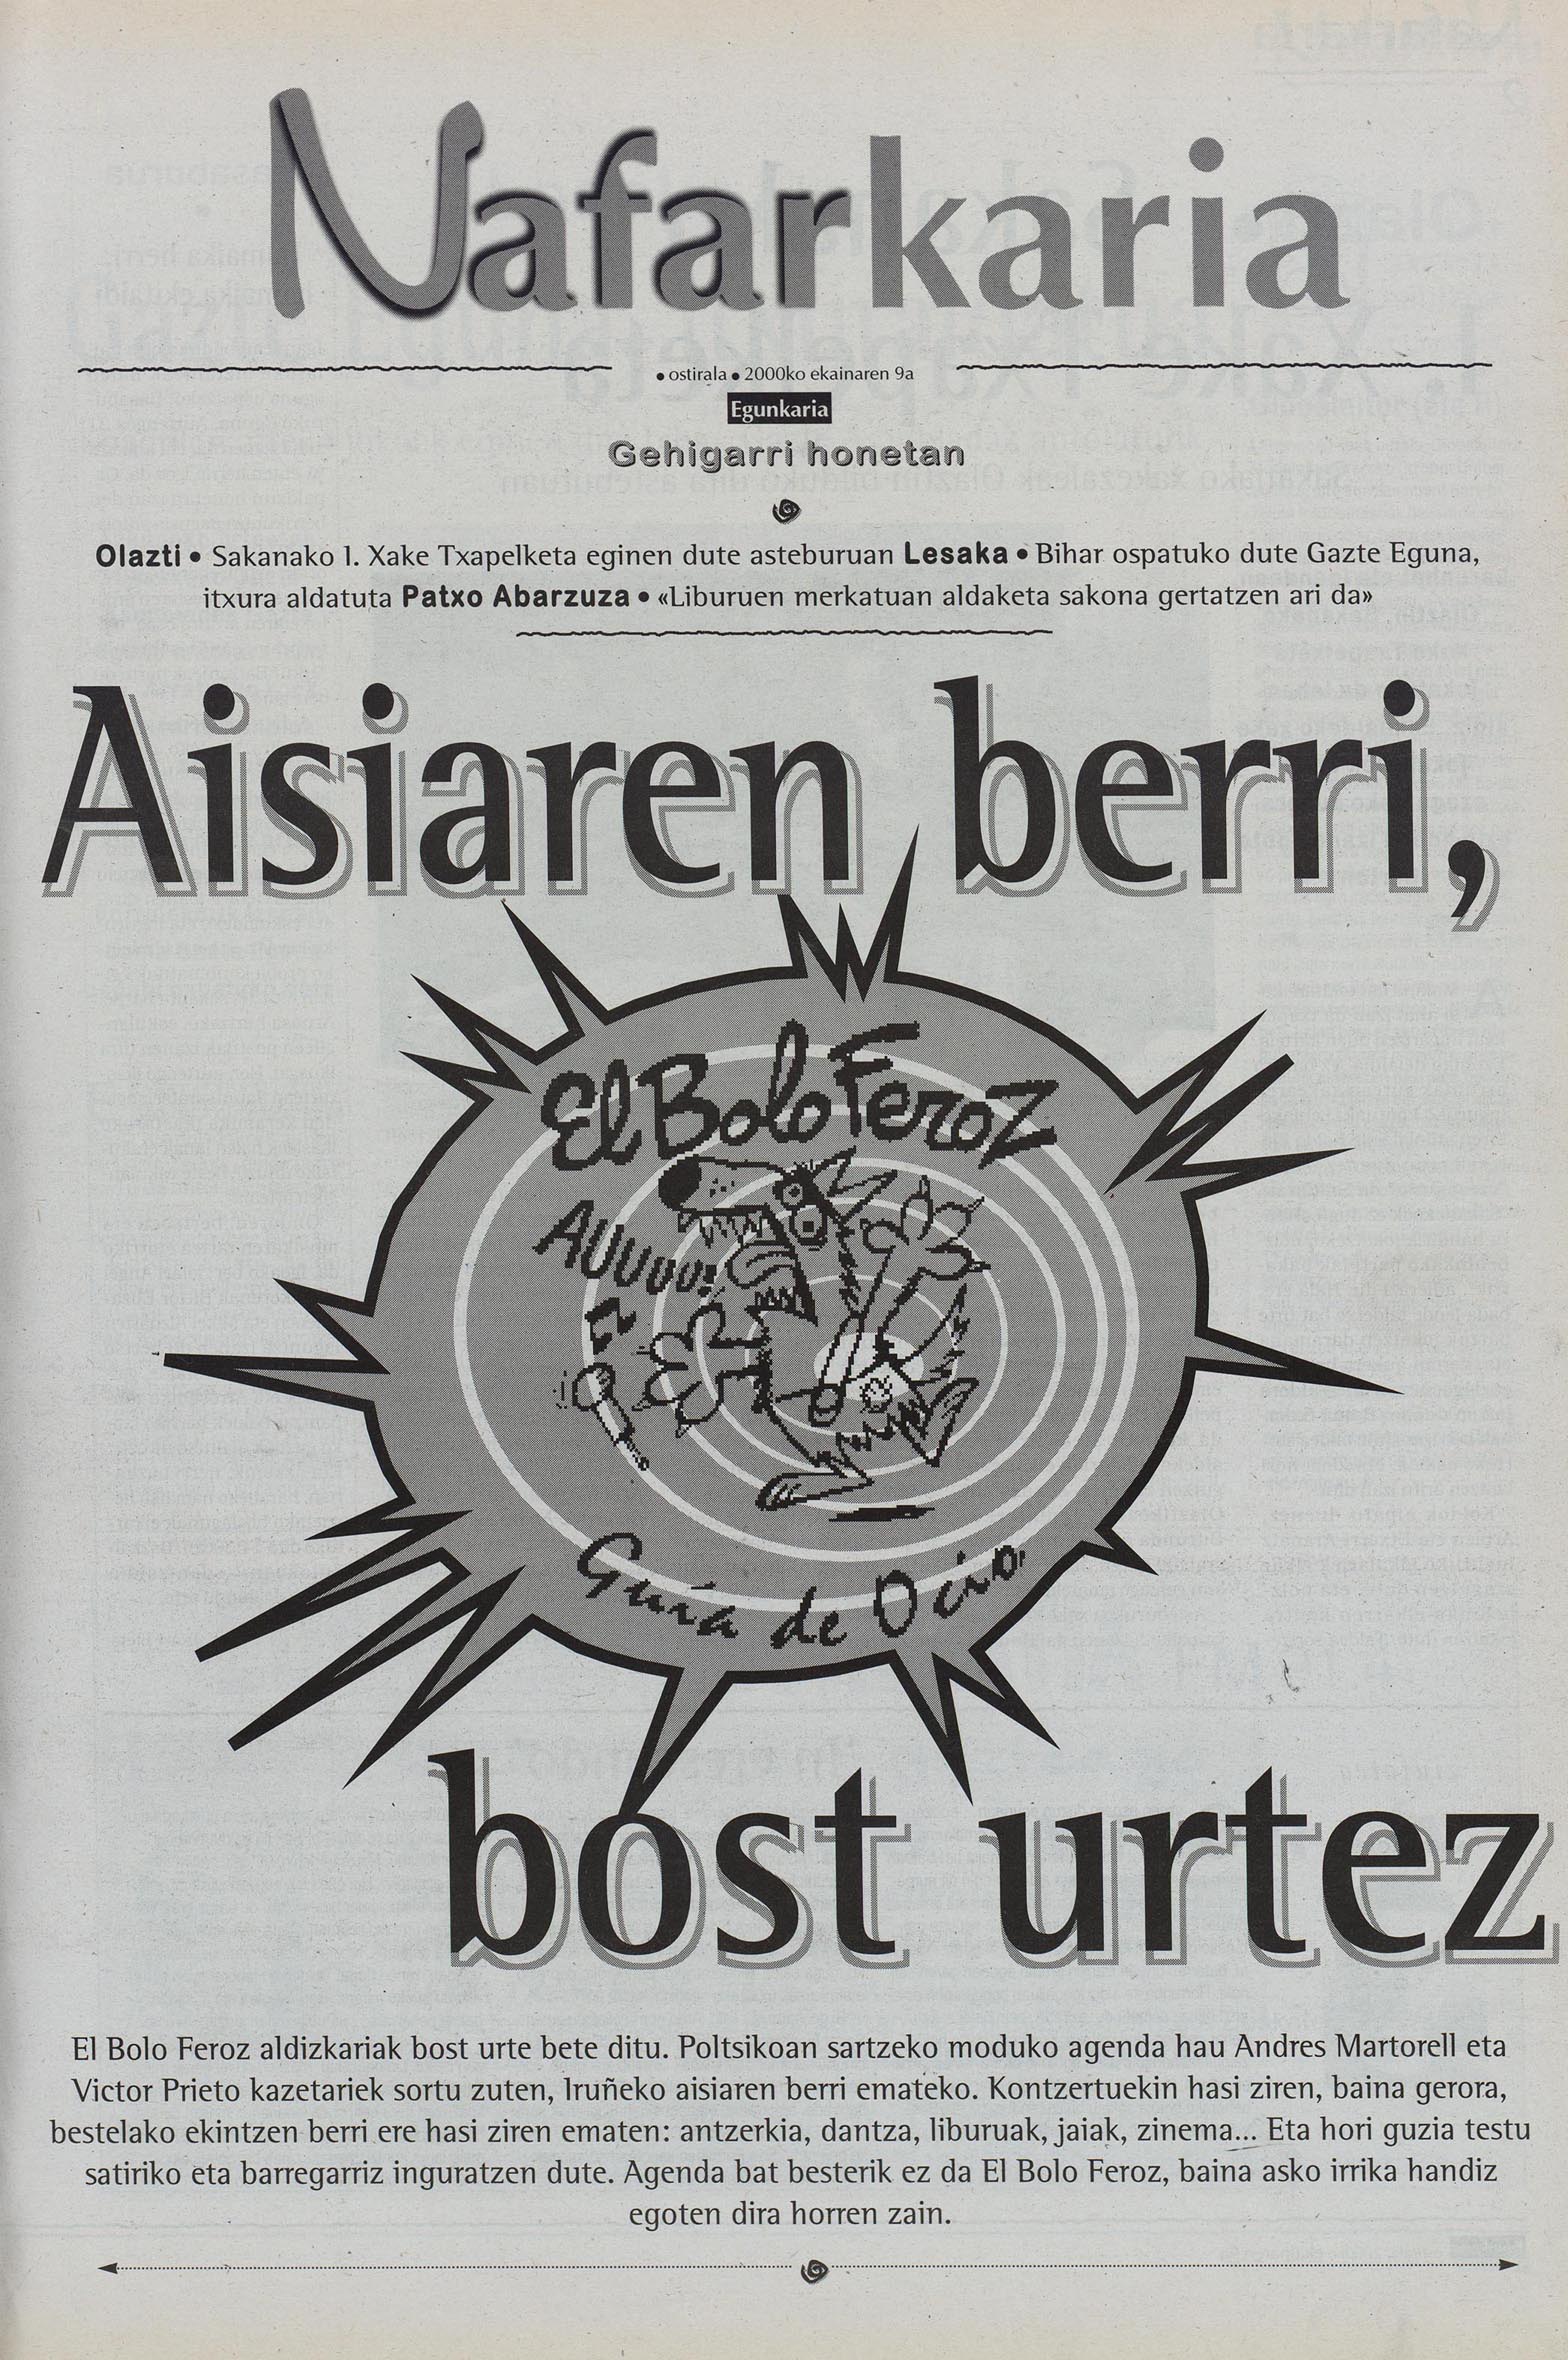 Nafarkaria
• ostirala • 2000ko ekainaren 9a
Egunkaria
Gehigarri honetan
Olazti • Sakanako I. Xake Txapelketa eginen dute asteburuan Lesaka • Bihar ospatuko dute Gazte Eguna,
itxura aldatuta Patxo Abarzuza • «Liburuen merkatuan aldaketa sakona gertatzen ari da»
Aisiaren berri,
El Bolo Feroz
AUUUU!
Guía de Ocio
bost urtez
El Bolo Feroz aldizkariak bost urte bete ditu. Poltsikoan sartzeko moduko agenda hau Andres Martorell eta
Victor Prieto kazetariek sortu zuten, Iruñeko aisiaren berri emateko. Kontzertuekin hasi ziren, baina gerora,
bestelako ekintzen berri ere hasi ziren ematen: antzerkia, dantza, liburuak, jaiak, zinema... Eta hori guzia testu
satiriko eta barregarriz inguratzen dute. Agenda bat besterik ez da El Bolo Feroz, baina asko irrika handiz
egoten dira horren zain.